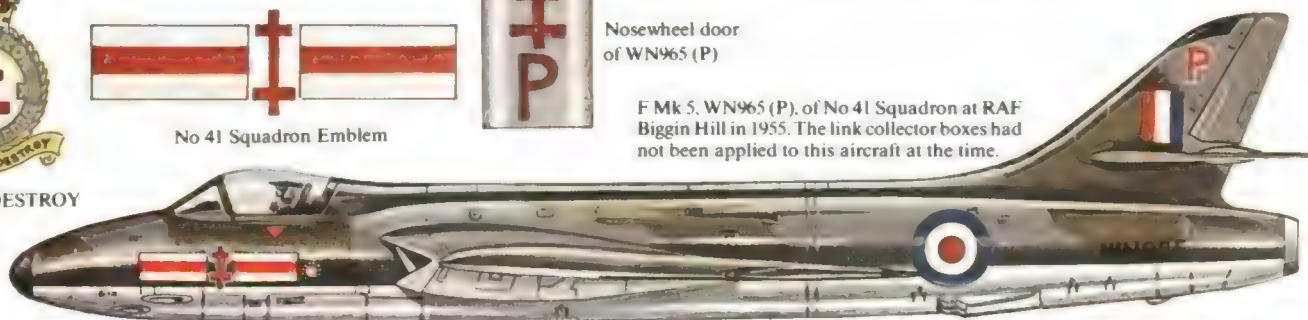 Nosewheel door
of WN965 (P)
P
No 41 Squadron Emblem
F Mk 5, WN965 (P), of No 41 Squadron at RAF
Biggin Hill in 1955. The link collector boxes had
not been applied to this aircraft at the time.
DESTROY
DESTROY
P